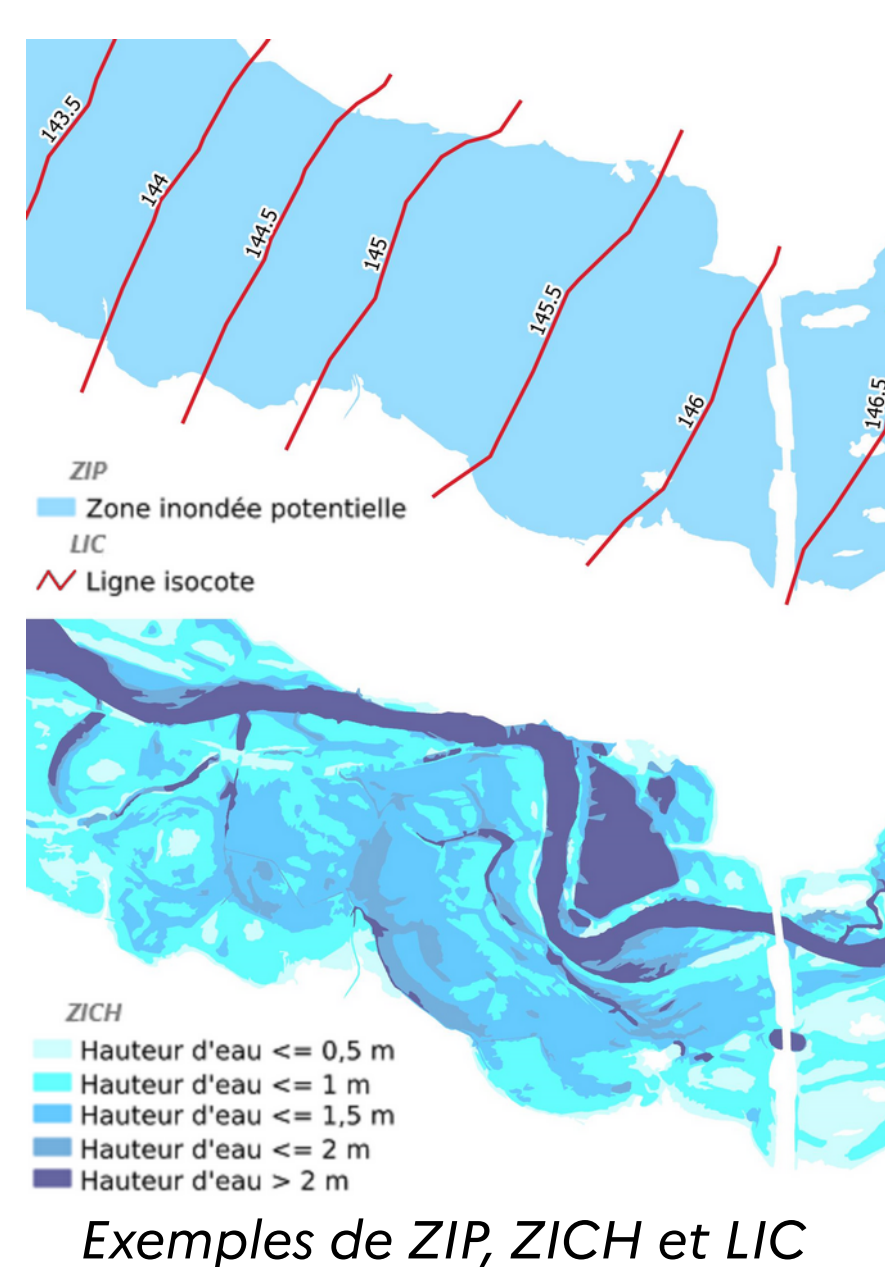 143.5
144
144.5
145
145.5
146
146.5
ZIP
Zone inondée potentielle
LIC
Ligne isocote
ZICH
Hauteur d'eau <= 0,5 m
Hauteur d'eau <= 1 m
Hauteur d'eau <= 1,5 m
Hauteur d'eau <= 2 m
Hauteur d'eau > 2 m
Exemples de ZIP, ZICH et LIC